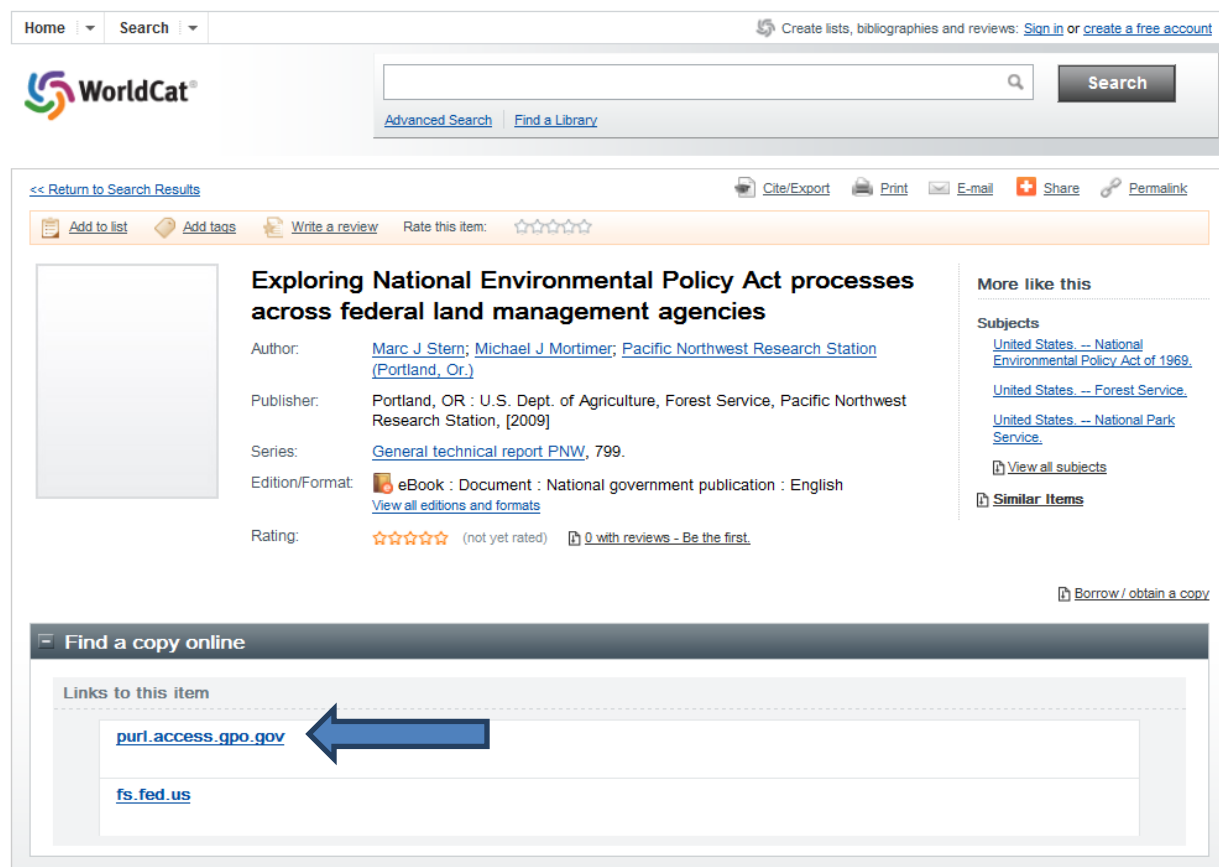 Home Search Create lists, bibliographies and reviews: Sign in or create a free account
WorldCat®
Search
Advanced Search Find a Library
<< Return to Search Results Cite/Export Print E-mail Share Permalink
Add to list Add tags Write a review Rate this item:
Exploring National Environmental Policy Act processes
across federal land management agencies
Author: Marc J Stern; Michael J Mortimer; Pacific Northwest Research Station
(Portland, Or.)
Publisher: Portland, OR : U.S. Dept. of Agriculture, Forest Service, Pacific Northwest
Research Station, [2009]
Series: General technical report PNW, 799.
Edition/Format: eBook : Document : National government publication : English
View all editions and formats
Rating: (not yet rated) 0 with reviews - Be the first.
More like this
Subjects
United States. -- National
Environmental Policy Act of 1969.
United States. -- Forest Service.
United States. -- National Park
Service.
View all subjects
Similar Items
Borrow / obtain a copy
Find a copy online
Links to this item
purl.access.gpo.gov
fs.fed.us